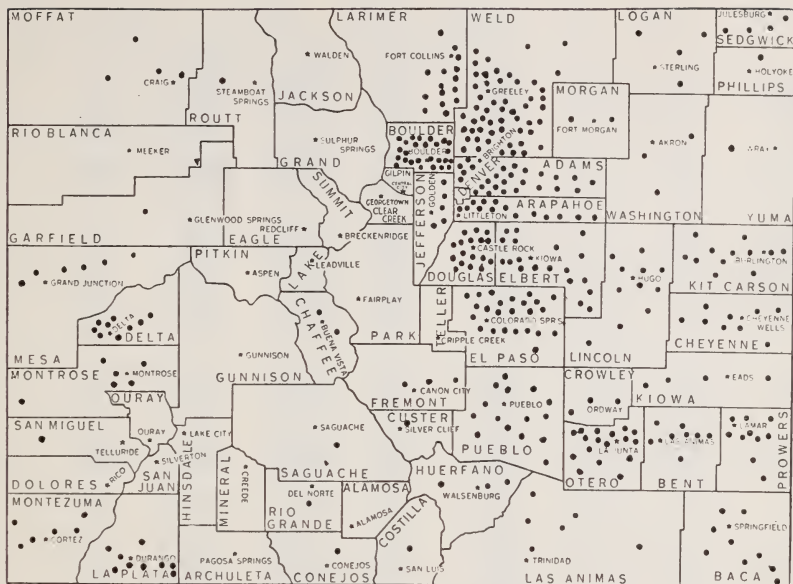 MOFFAT
CRAIG
STEAMBOAT
SPRINGS
ROUTT
WALDEN
JACKSON
LARIMER
FORT COLLINS
WELD
GREELEY
LOGAN
STERLING
JULESBURG
SEDGWICK
HOLYOKE
PHILLIPS
MORGAN
FORT MORGAN
RIO BLANCA
MEEKER
SULPHUR
SPRINGS
GRAND
BOULDER
BOULDER
GILPIN
CENTRAL
CITY
BRIGHTON
DENVER
ADAMS
ARAPAHOE
LITTLETON
AKRON
WASHINGTON
YUMA
GEORGETOWN
CLEAR
CREEK
GOLDEN
JEFFERSON
SUMMIT
BRECKENRIDGE
GLENWOOD SPRINGS
REDCLIFF
GARFIELD
EAGLE
PITKIN
ASPEN
LAKE
LEADVILLE
FAIRPLAY
PARK
CASTLE ROCK
DOUGLAS
KIOWA
ELBERT
HUGO
LINCOLN
BURLINGTON
KIT CARSON
GRAND JUNCTION
DELTA
DELTA
MESA
GUNNISON
GUNNISON
CHAFFEE
BUENA VISTA
TELLER
CRIPPLE CREEK
COLORADO SPRS
EL PASO
CHEYENNE
WELLS
CHEYENNE
MONTROSE
MONTROSE
OURAY
OURAY
CANON CITY
FREMONT
CUSTER
SILVER CLIFF
PUEBLO
PUEBLO
CROWLEY
ORDWAY
EADS
KIOWA
SAN MIGUEL
TELLURIDE
LAKE CITY
SAGUACHE
SAGUACHE
LA JUNTA
OTERO
LAS ANIMAS
BENT
LAMAR
PROWERS
DOLORES
RICO
SILVERTON
SAN
JUAN
HINSDALE
MINERAL
CREEDE
DEL NORTE
RIO
GRANDE
ALAMOSA
ALAMOSA
HUERFANO
WALSENBURG
MONTEZUMA
CORTEZ
DURANGO
LA PLATA
PAGOSA SPRINGS
ARCHULETA
CONEJOS
CONEJOS
COSTILLA
SAN LUIS
TRINIDAD
LAS ANIMAS
SPRINGFIELD
BACA